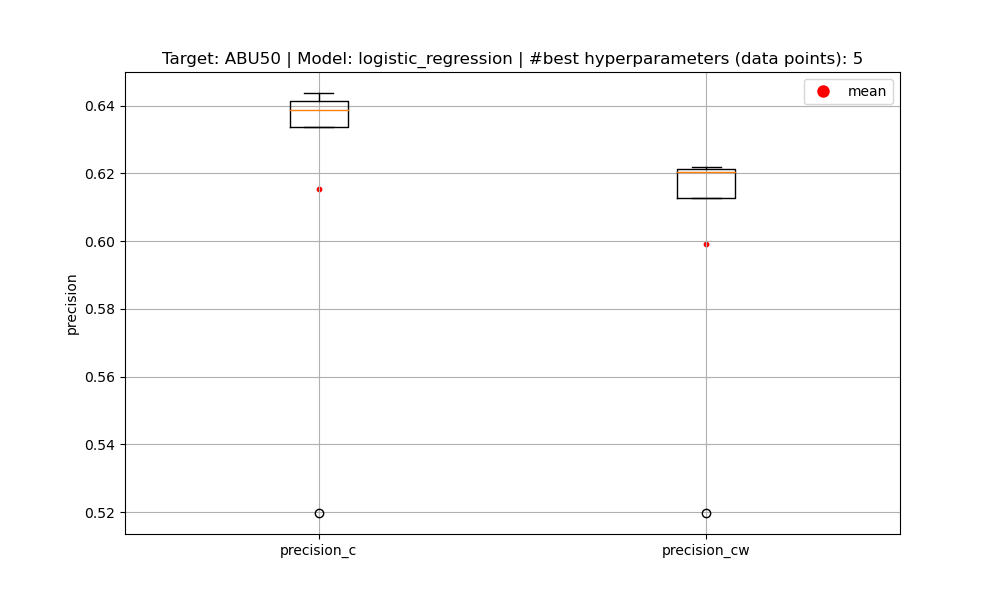 Target: ABU50 | Model: logistic_regression | #best hyperparameters (data points): 5
mean
0.64
0.62
0.60
0.58
0.56
0.54
0.52
precision
precision_c
precision_cw